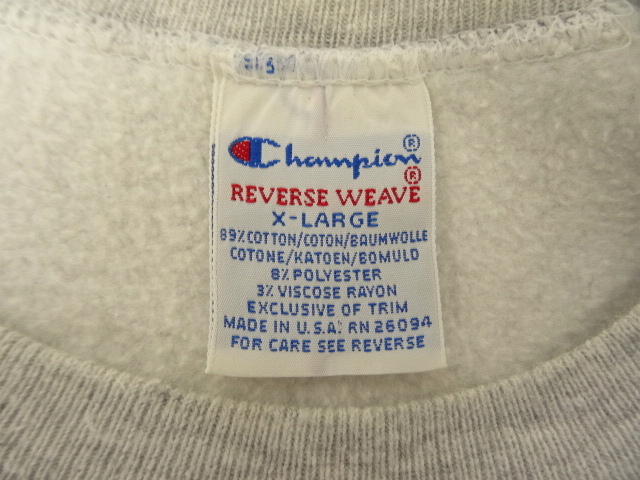 Champion®
REVERSE WEAVE®
X-LARGE
89% COTTON/COTON/BAUMWOLLE
COTONE/KATOEN/BOMULD
8% POLYESTER
3% VISCOSE RAYON
EXCLUSIVE OF TRIM
MADE IN U.S.A. RN 26094
FOR CARE SEE REVERSE